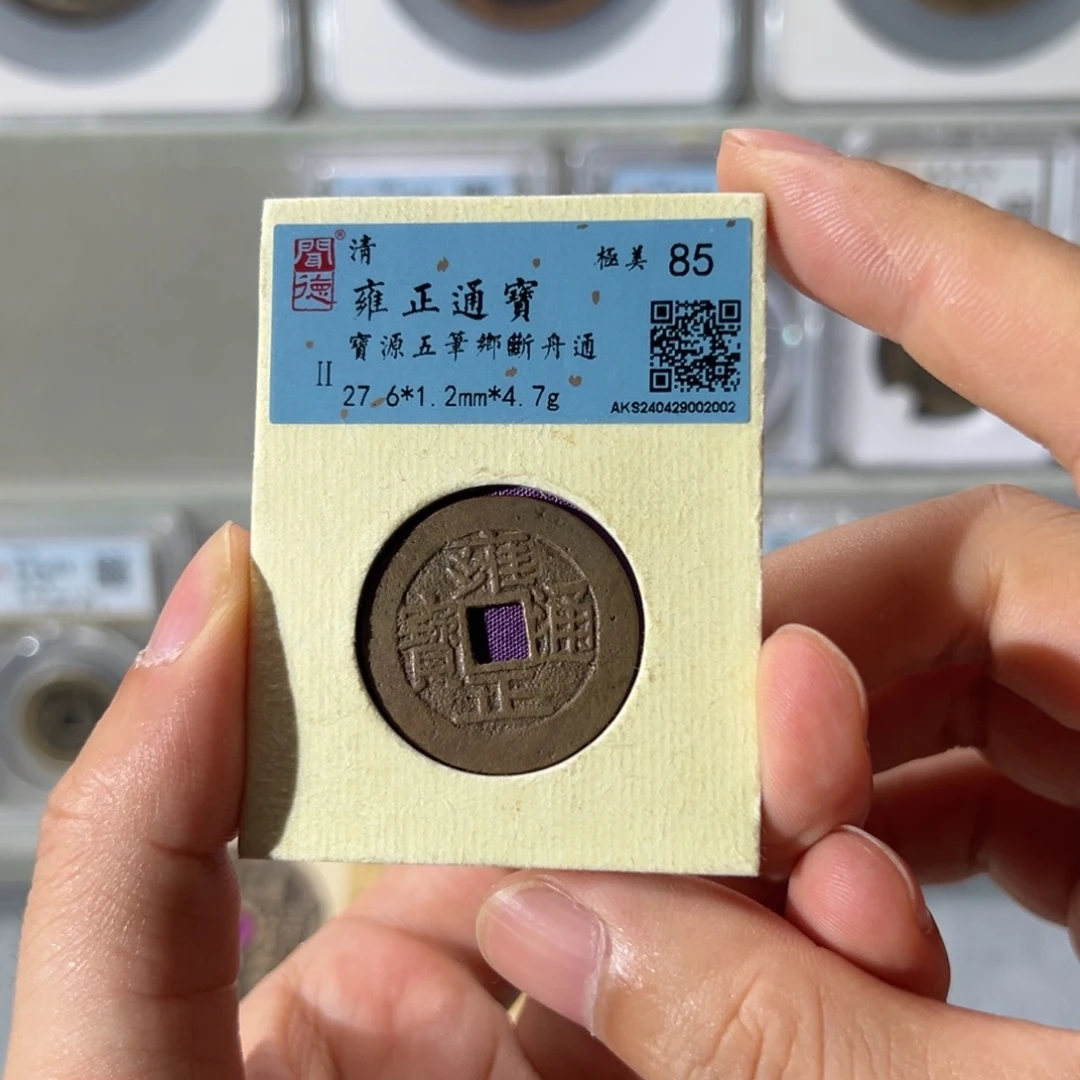 聞德®
清
極美 85
雍正通寶
寶源五筆鄉斷舟通
II
27.6*1.2mm*4.7g
AKS240429002002
雍
寶 通
正